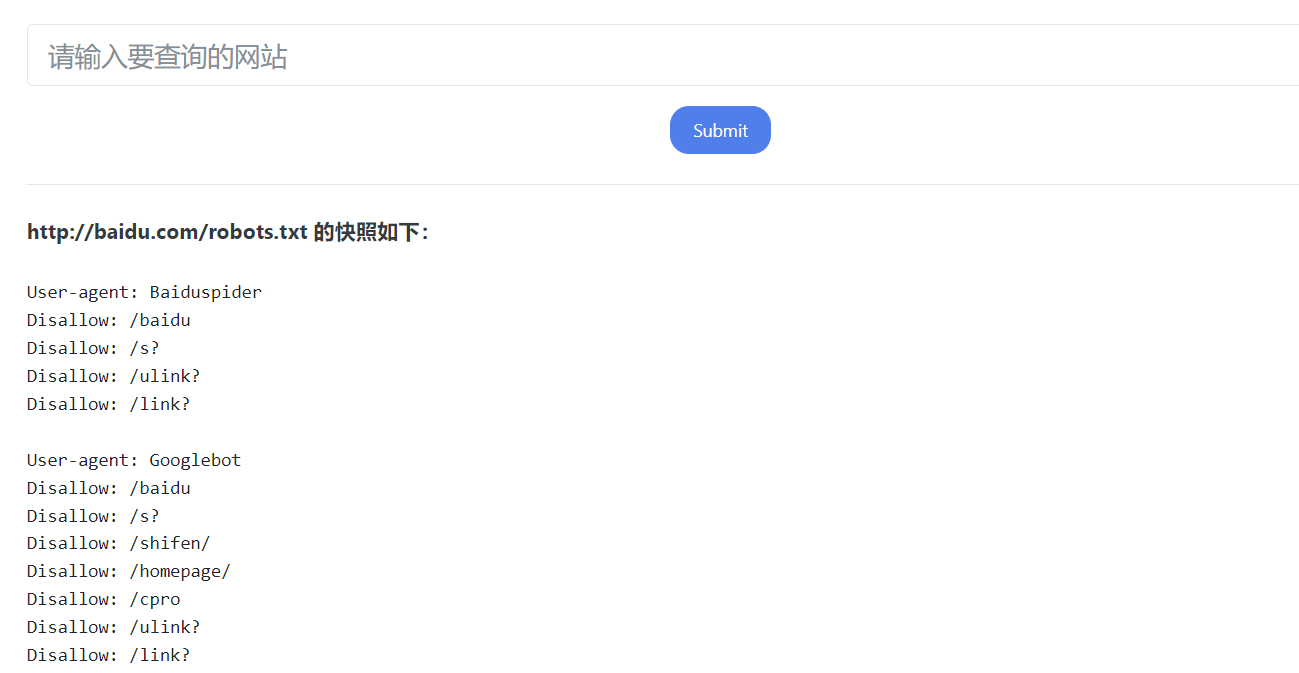 请输入要查询的网站
Submit
http://baidu.com/robots.txt 的快照如下：
User-agent: Baiduspider
Disallow: /baidu
Disallow: /s?
Disallow: /ulink?
Disallow: /link?
User-agent: Googlebot
Disallow: /baidu
Disallow: /s?
Disallow: /shifen/
Disallow: /homepage/
Disallow: /cpro
Disallow: /ulink?
Disallow: /link?